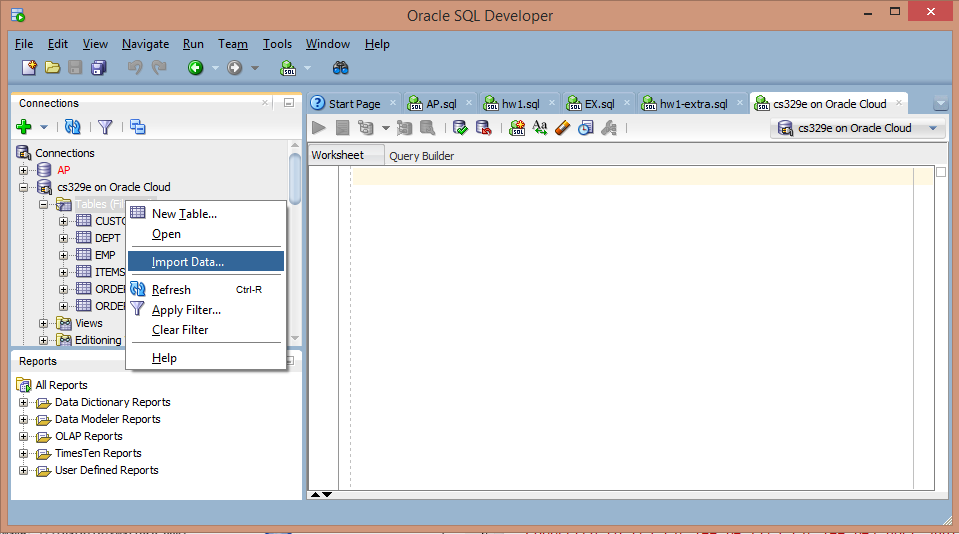 Oracle SQL Developer
File Edit View Navigate Run Team Tools Window Help
Connections
Start Page AP.sql hw1.sql EX.sql hw1-extra.sql cs329e on Oracle Cloud
cs329e on Oracle Cloud
Worksheet Query Builder
Connections
AP
cs329e on Oracle Cloud
Tables (Fi
CUSTO
DEPT
EMP
ITEMS
ORDE
ORDE
Views
Editioning
New Table...
Open
Import Data...
Refresh Ctrl-R
Apply Filter...
Clear Filter
Help
Reports
All Reports
Data Dictionary Reports
Data Modeler Reports
OLAP Reports
TimesTen Reports
User Defined Reports